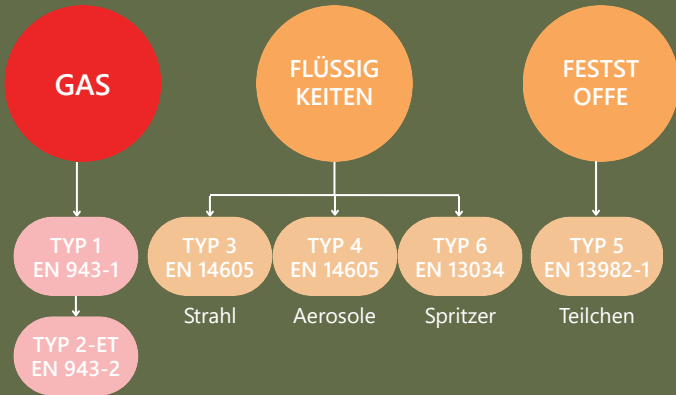 GAS
FLÜSSIG
KEITEN
FESTST
OFFE
TYP 1
EN 943-1
TYP 3
EN 14605
TYP 4
EN 14605
TYP 6
EN 13034
TYP 5
EN 13982-1
Strahl
Aerosole
Spritzer
Teilchen
TYP 2-ET
EN 943-2